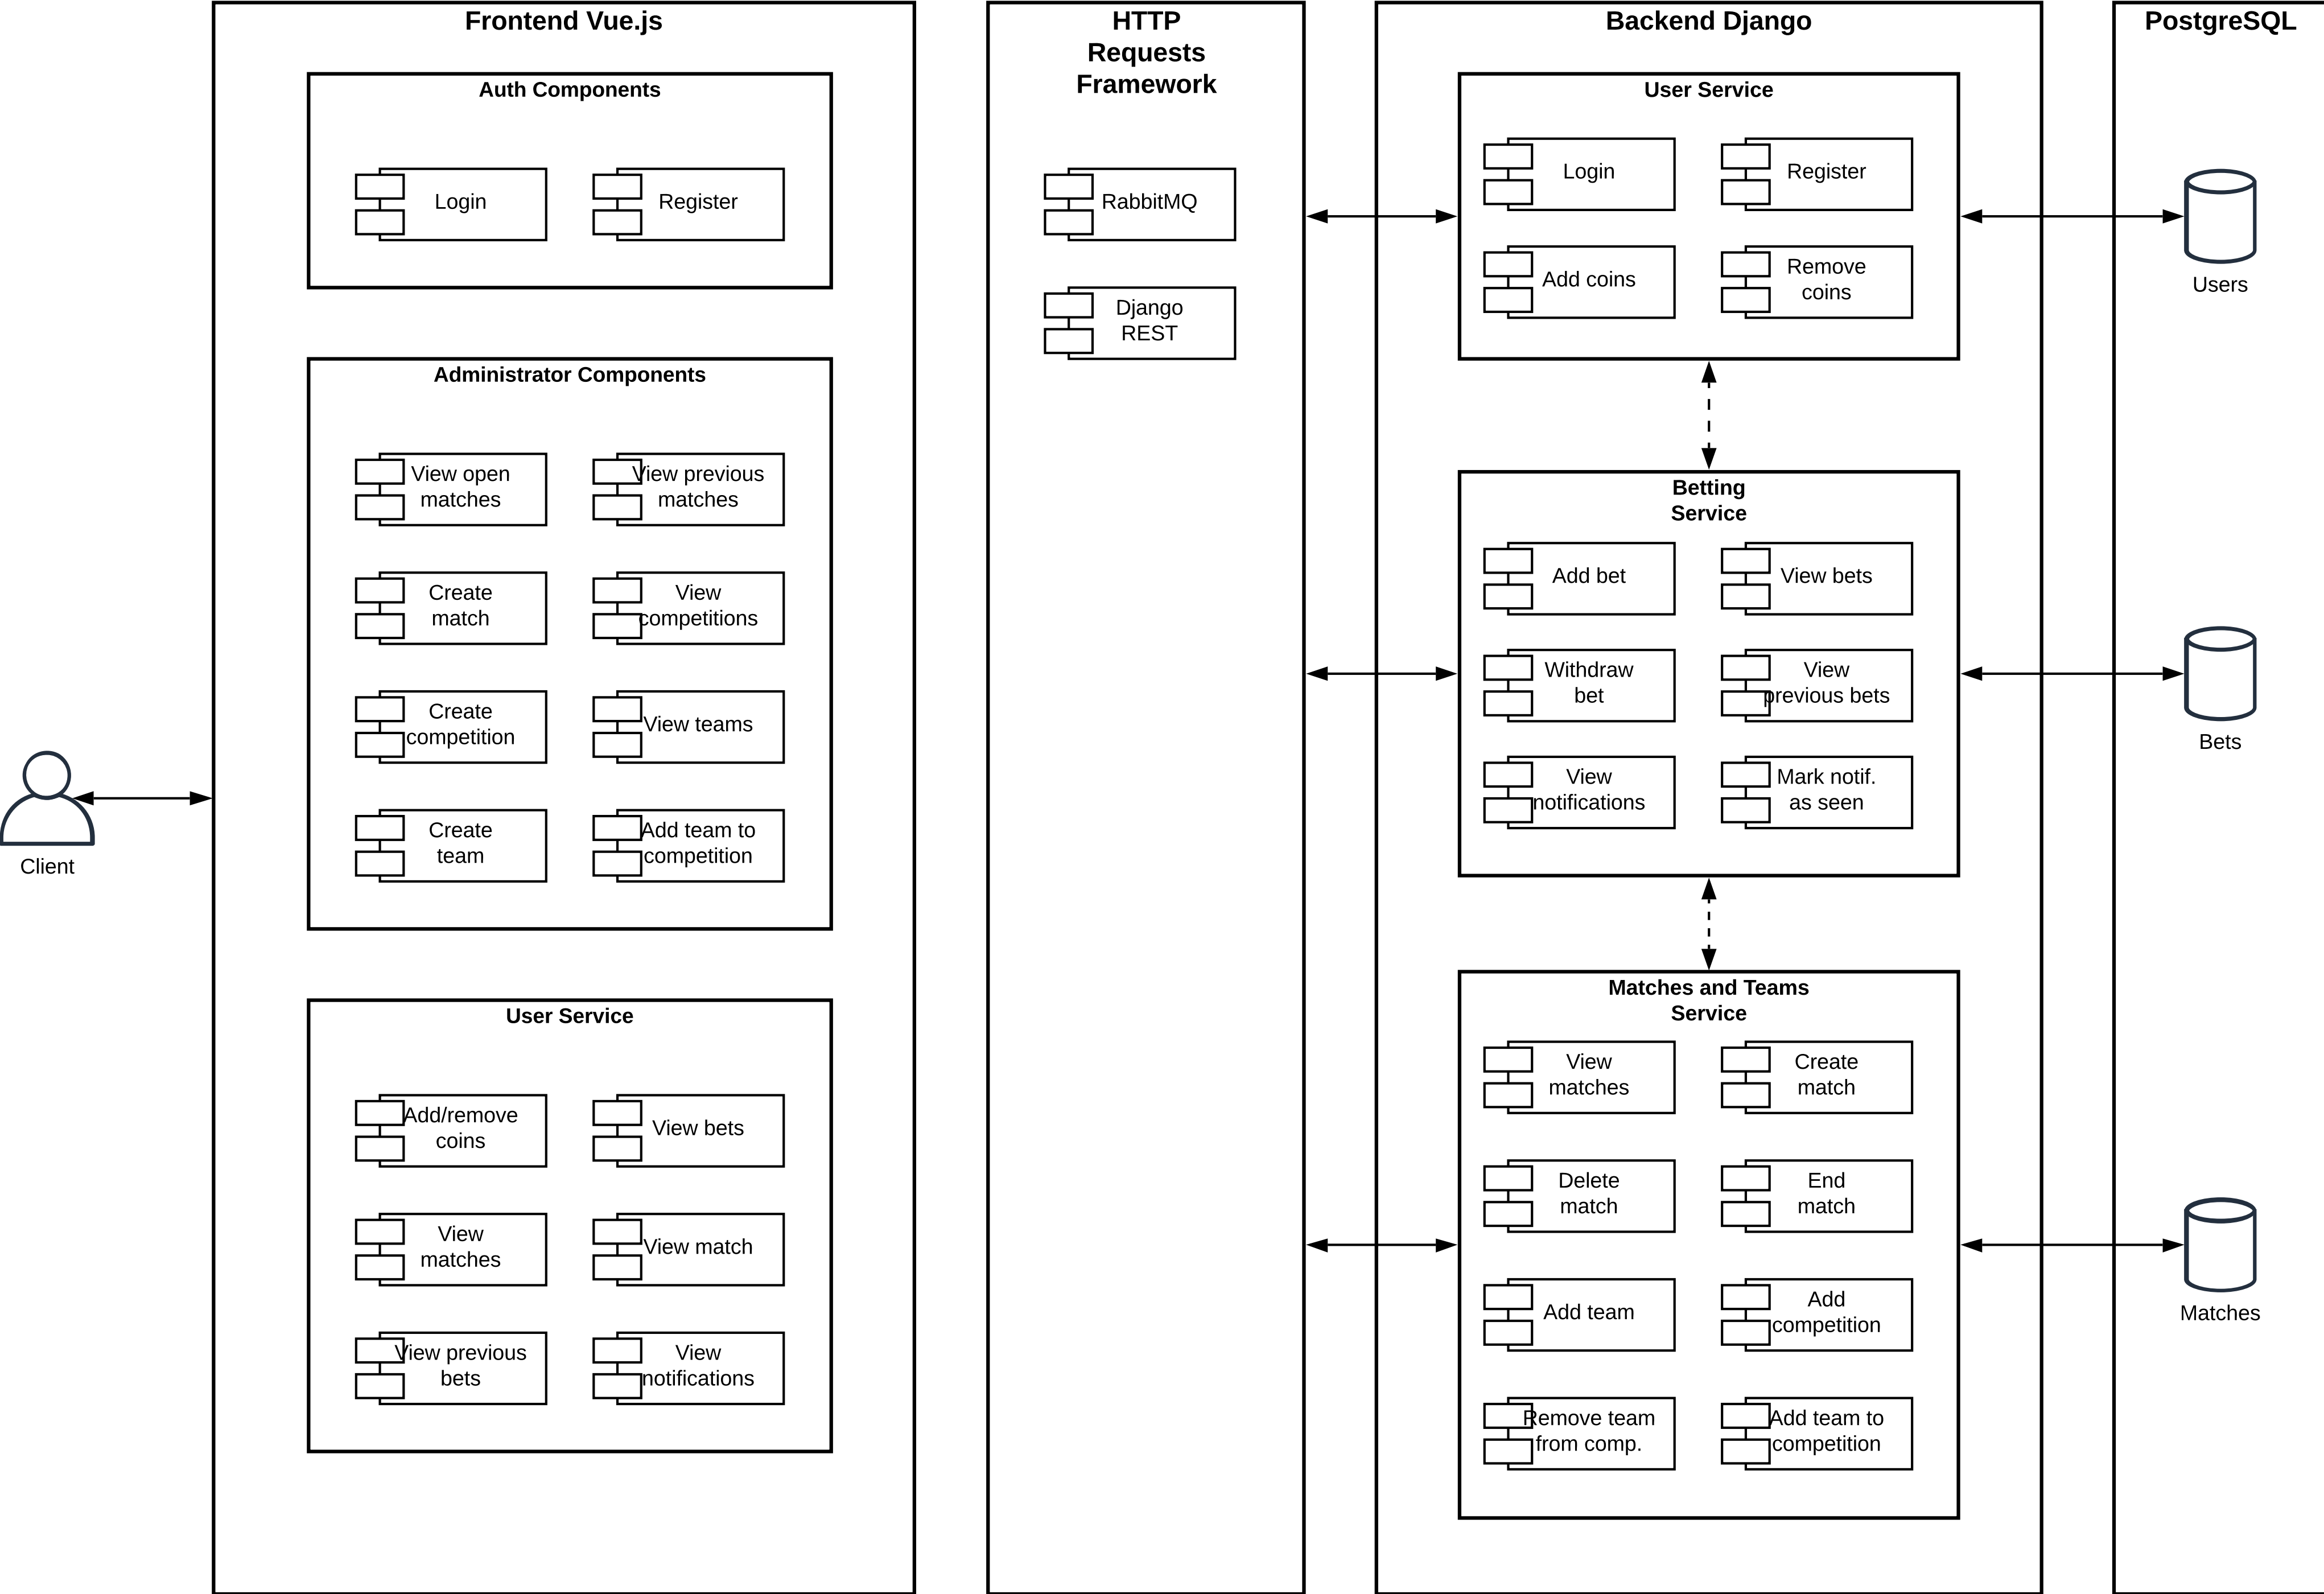 Frontend Vue.js
Auth Components
Login
Register
Administrator Components
View open
matches
View previous
matches
Create
match
View
competitions
Create
competition
View teams
Create
team
Add team to
competition
User Service
Add/remove
coins
View bets
View
matches
View match
View previous
bets
View
notifications
Client
HTTP
Requests
Framework
RabbitMQ
Django
REST
Backend Django
User Service
Login
Register
Add coins
Remove
coins
Betting
Service
Add bet
View bets
Withdraw
bet
View
previous bets
View
notifications
Mark notif.
as seen
Matches and Teams
Service
View
matches
Create
match
Delete
match
End
match
Add team
Add
competition
Remove team
from comp.
Add team to
competition
PostgreSQL
Users
Bets
Matches